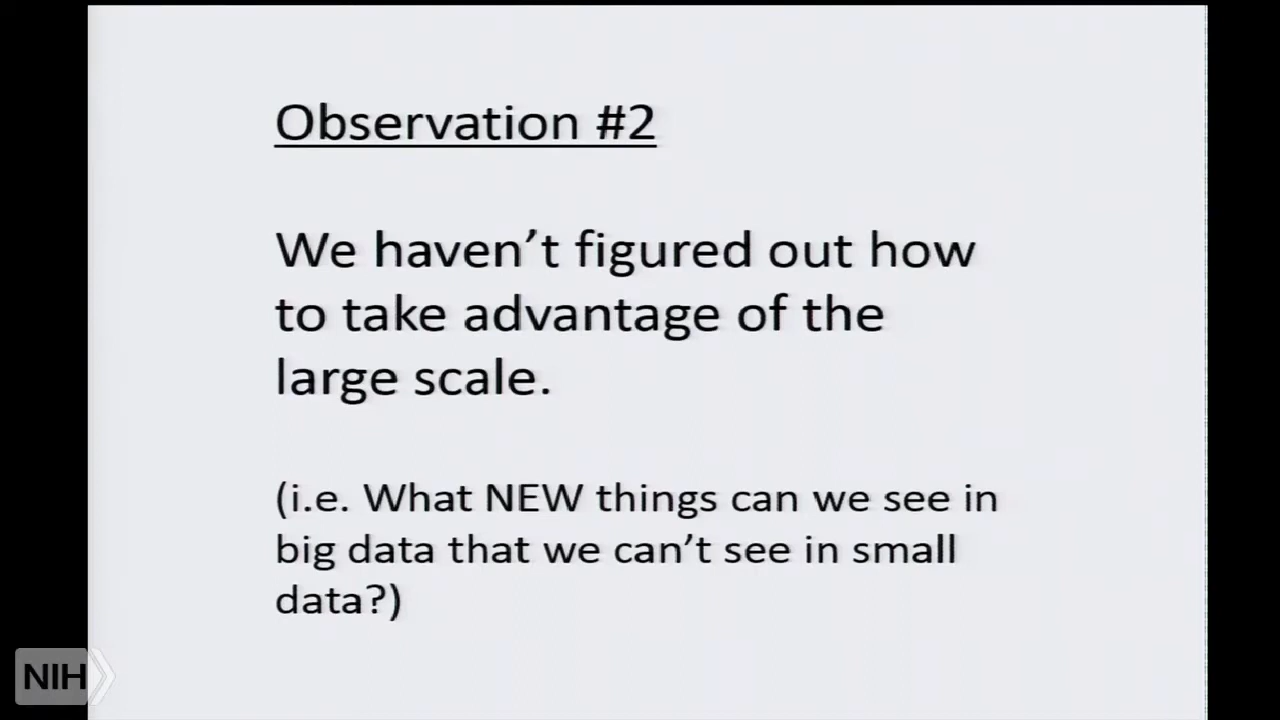 Observation #2
We haven’t figured out how
to take advantage of the
large scale.
(i.e. What NEW things can we see in
big data that we can’t see in small
data?)
NIH